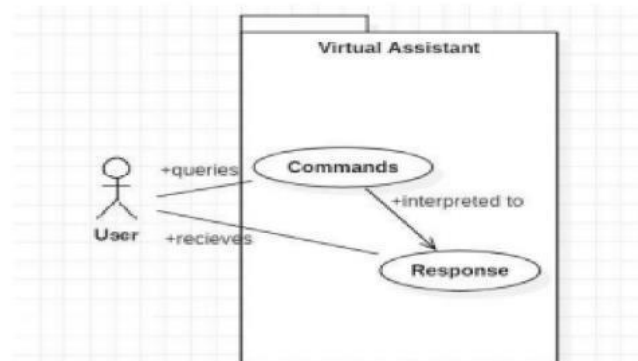 Virtual Assistant
+queries
Commands
+interpreted to
User
+recieves
Response